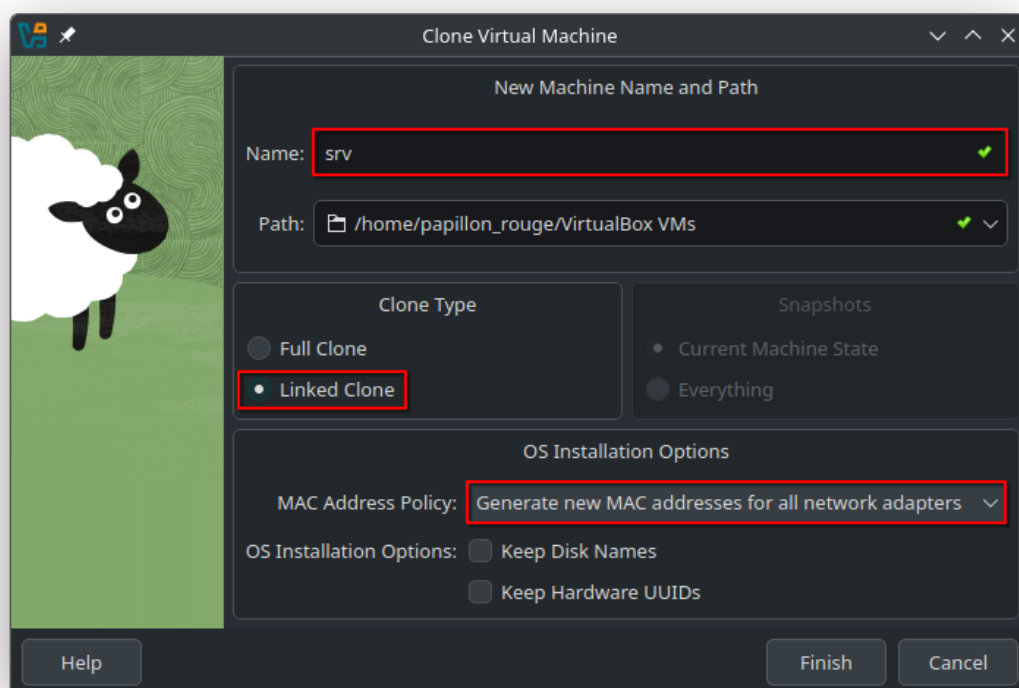 Clone Virtual Machine
New Machine Name and Path
Name: srv
Path: /home/papillon_rouge/VirtualBox VMs
Clone Type
Full Clone
Linked Clone
Snapshots
Current Machine State
Everything
OS Installation Options
MAC Address Policy: Generate new MAC addresses for all network adapters
OS Installation Options: Keep Disk Names
Keep Hardware UUIDs
Help Finish Cancel